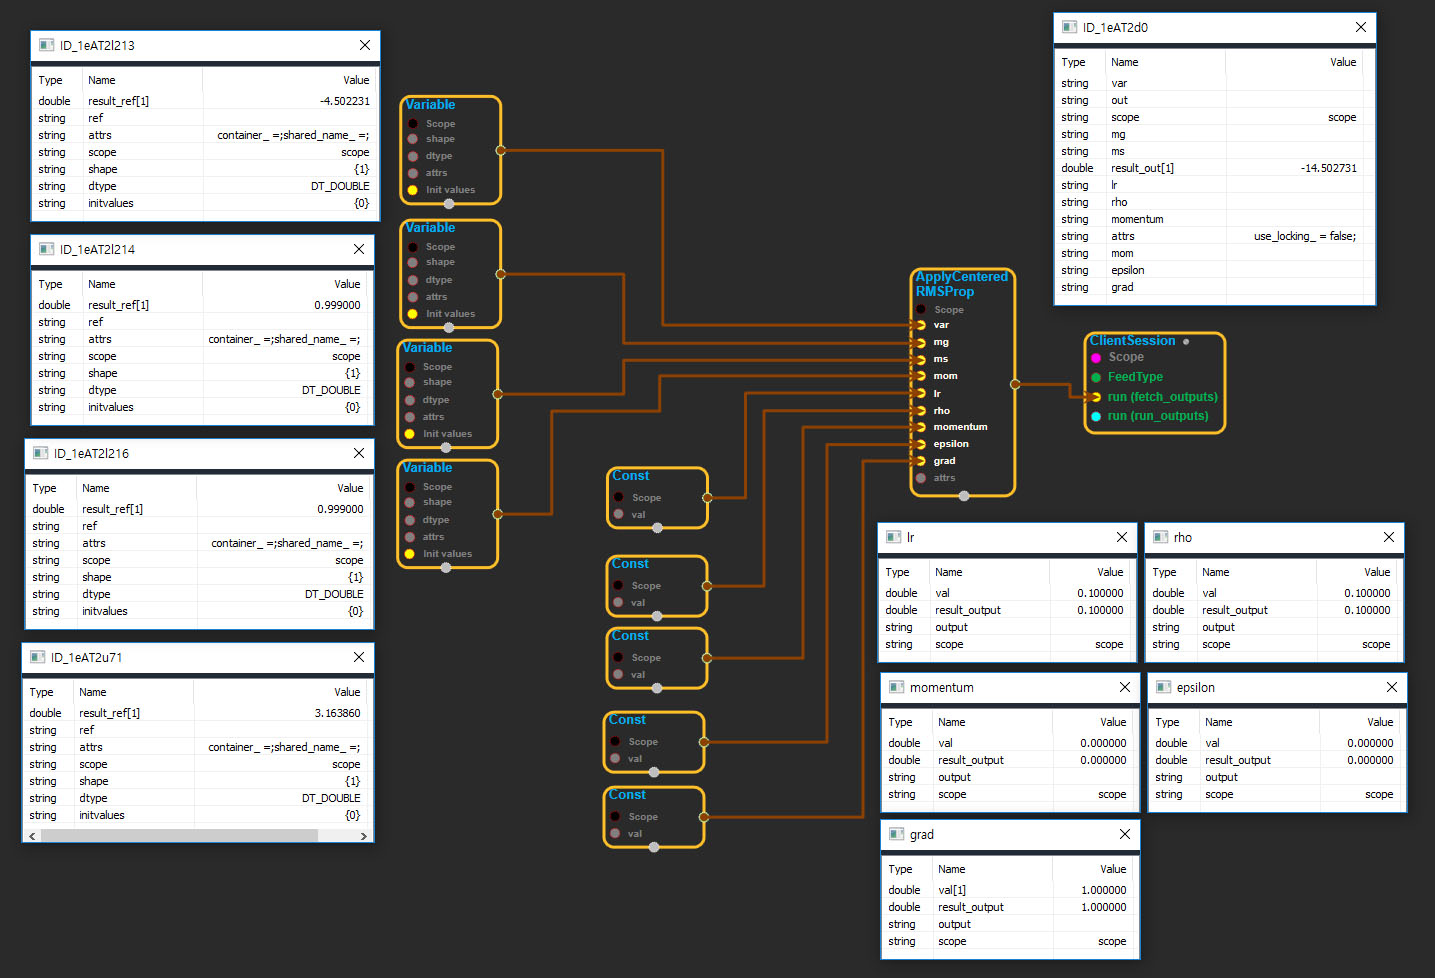 ID_1eAT2l213
Type Name Value
double result_ref[1] -4.502231
string ref
string attrs container_ =;shared_name_ =;
string scope scope
string shape {1}
string dtype DT_DOUBLE
string initvalues {0}
ID_1eAT2l214
Type Name Value
double result_ref[1] 0.999000
string ref
string attrs container_ =;shared_name_ =;
string scope scope
string shape {1}
string dtype DT_DOUBLE
string initvalues {0}
ID_1eAT2l216
Type Name Value
double result_ref[1] 0.999000
string ref
string attrs container_ =;shared_name_ =;
string scope scope
string shape {1}
string dtype DT_DOUBLE
string initvalues {0}
ID_1eAT2u71
Type Name Value
double result_ref[1] 3.163860
string ref
string attrs container_ =;shared_name_ =;
string scope scope
string shape {1}
string dtype DT_DOUBLE
string initvalues {0}
Variable
Scope
shape
dtype
attrs
Init values
Variable
Scope
shape
dtype
attrs
Init values
Variable
Scope
shape
dtype
attrs
Init values
Variable
Scope
shape
dtype
attrs
Init values
Const
Scope
val
Const
Scope
val
Const
Scope
val
Const
Scope
val
Const
Scope
val
ApplyCentered
RMSProp
Scope
var
mg
ms
mom
lr
rho
momentum
epsilon
grad
attrs
ID_1eAT2d0
Type Name Value
string var
string out
string scope scope
string mg
string ms
double result_out[1] -14.502731
string lr
string rho
string momentum
string attrs use_locking_ = false;
string mom
string epsilon
string grad
ClientSession
Scope
FeedType
run (fetch_outputs)
run (run_outputs)
lr
Type Name Value
double val 0.100000
double result_output 0.100000
string output
string scope scope
rho
Type Name Value
double val 0.100000
double result_output 0.100000
string output
string scope scope
momentum
Type Name Value
double val 0.000000
double result_output 0.000000
string output
string scope scope
epsilon
Type Name Value
double val 0.000000
double result_output 0.000000
string output
string scope scope
grad
Type Name Value
double val[1] 1.000000
double result_output 1.000000
string output
string scope scope